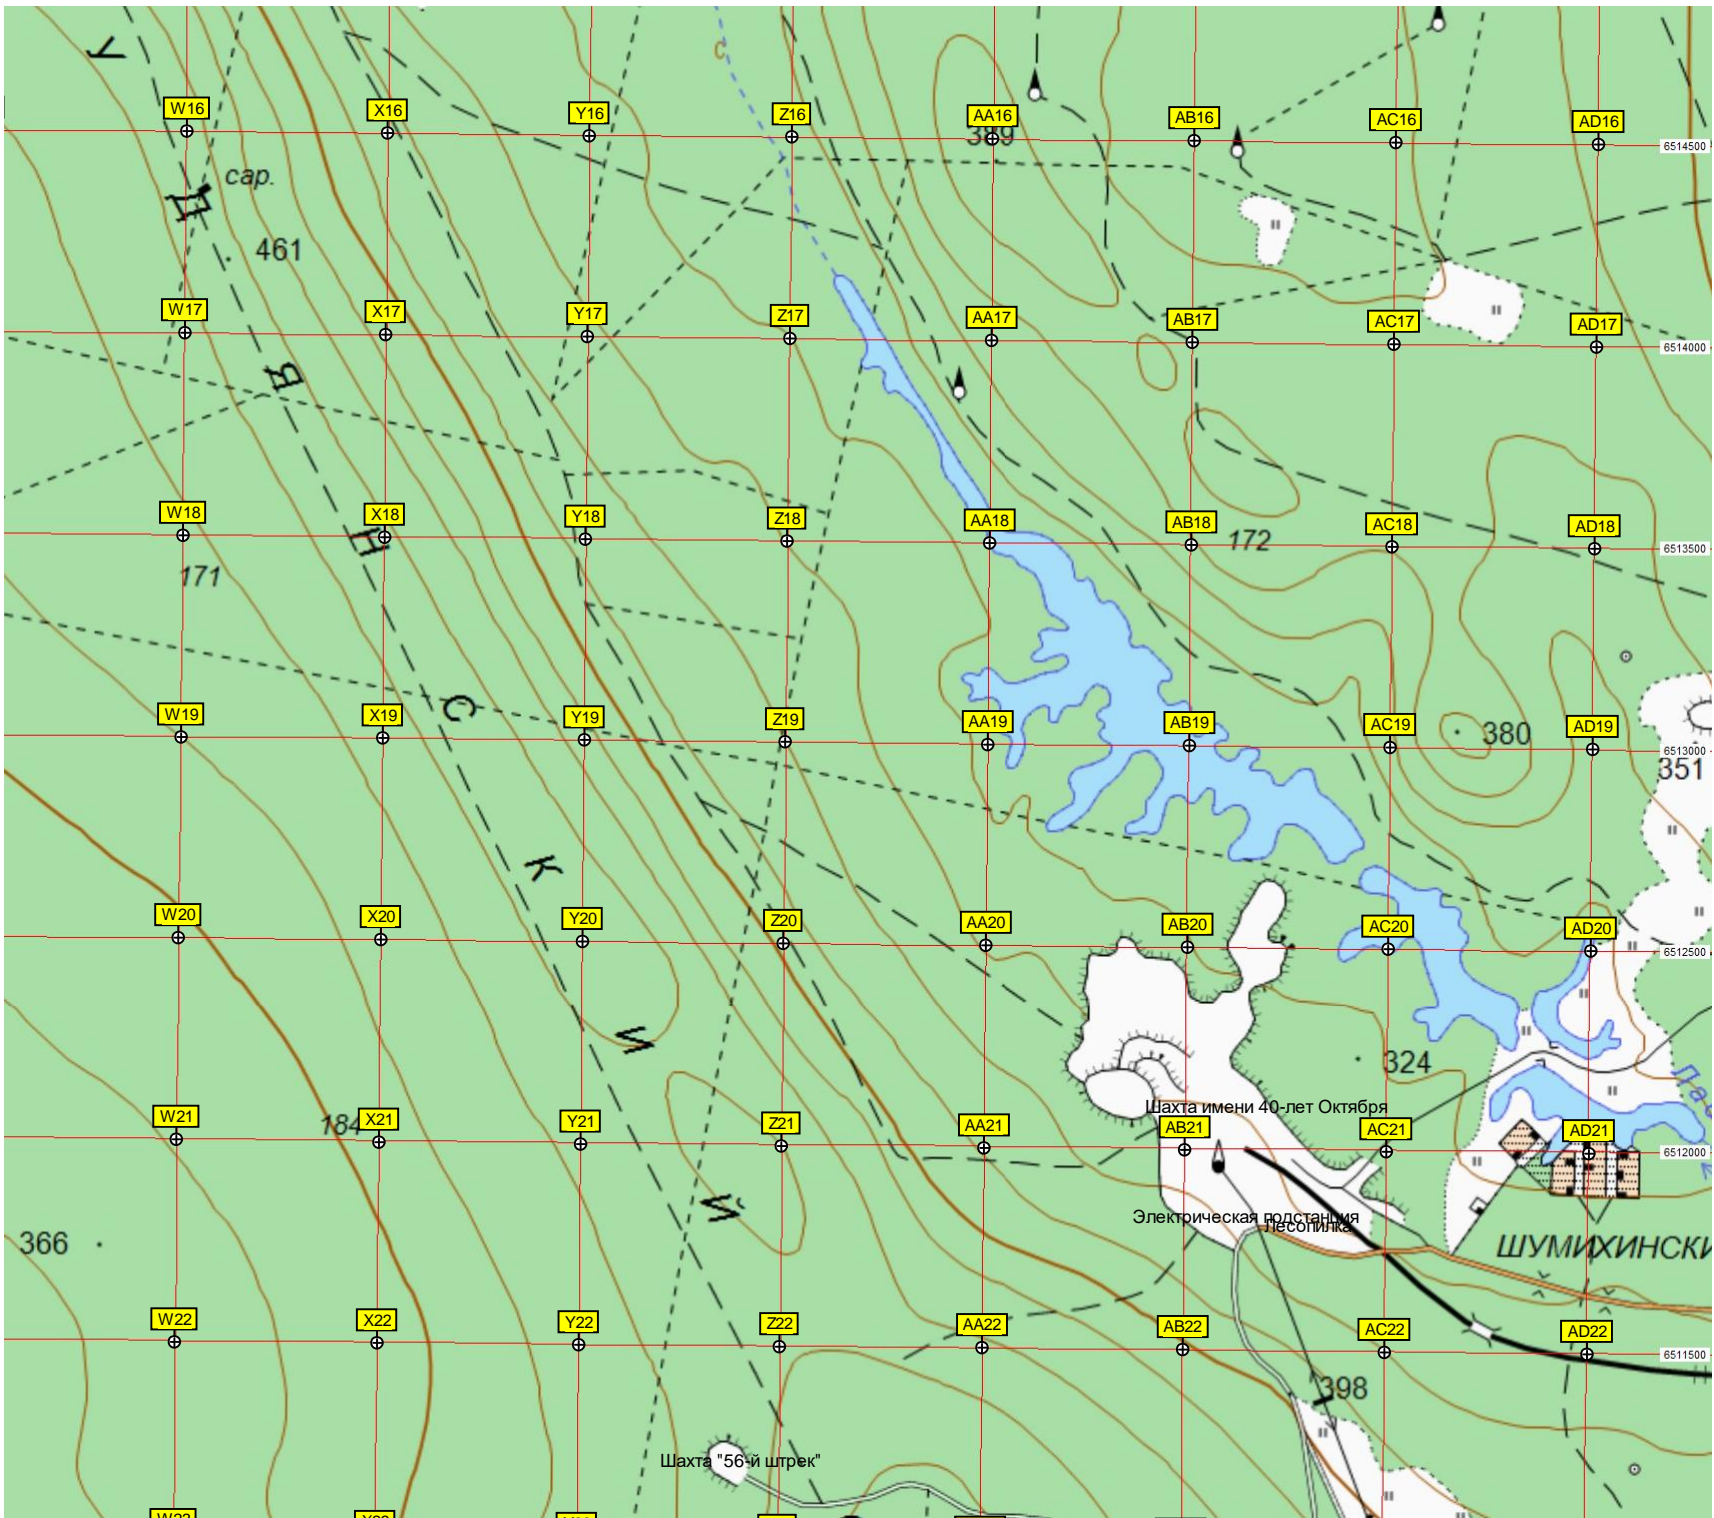 У
С
W16 X16 Y16 Z16 AA16 AB16 AC16 AD16
389
6514500
сар.
Д
461
W17 X17 Y17 Z17 AA17 AB17 AC17 AD17
6514000
Я
W18 X18 Y18 Z18 AA18 AB18 AC18 AD18
Н
172
6513500
171
С
W19 X19 Y19 Z19 AA19 AB19 AC19 AD19
380
6513000
351
К
W20 X20 Y20 Z20 AA20 AB20 AC20 AD20
6512500
И
324
Шахта имени 40-лет Октября
184
W21 X21 Y21 Z21 AA21 AB21 AC21 AD21
6512000
Й
Электрическая подстанция
Лесопилка
366
ШУМИХИНСКИ
W22 X22 Y22 Z22 AA22 AB22 AC22 AD22
6511500
398
Шахта "56-й штрек"